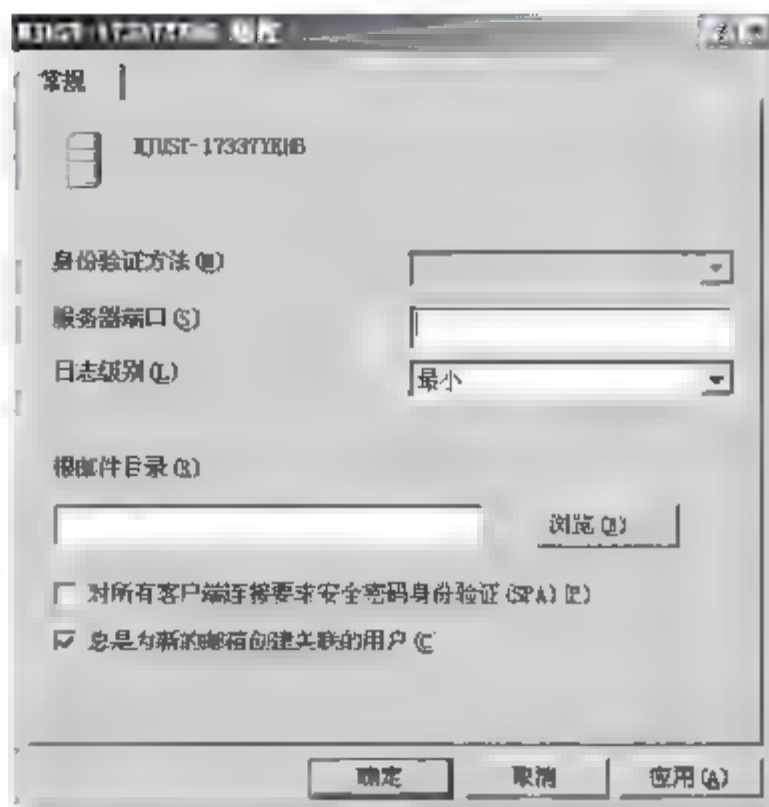 属性
常规
身份验证方法(M)
服务器端口(S)
日志级别(L)
最小
根邮件目录(R)
浏览(B)
对所有客户端连接要求安全密码身份验证(SPA)(P)
总是为新的邮箱创建关联的用户(C
确定
取消
应用(A)